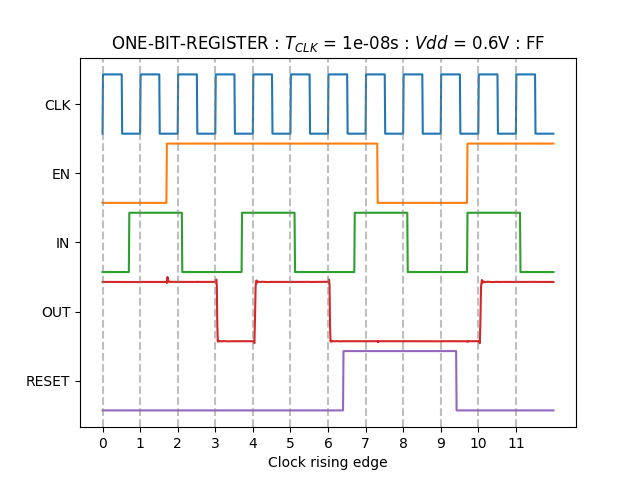 ONE-BIT-REGISTER : T_CLK = 1e-08s : Vdd = 0.6V : FF
CLK
EN
IN
OUT
RESET
0 1 2 3 4 5 6 7 8 9 10 11
Clock rising edge